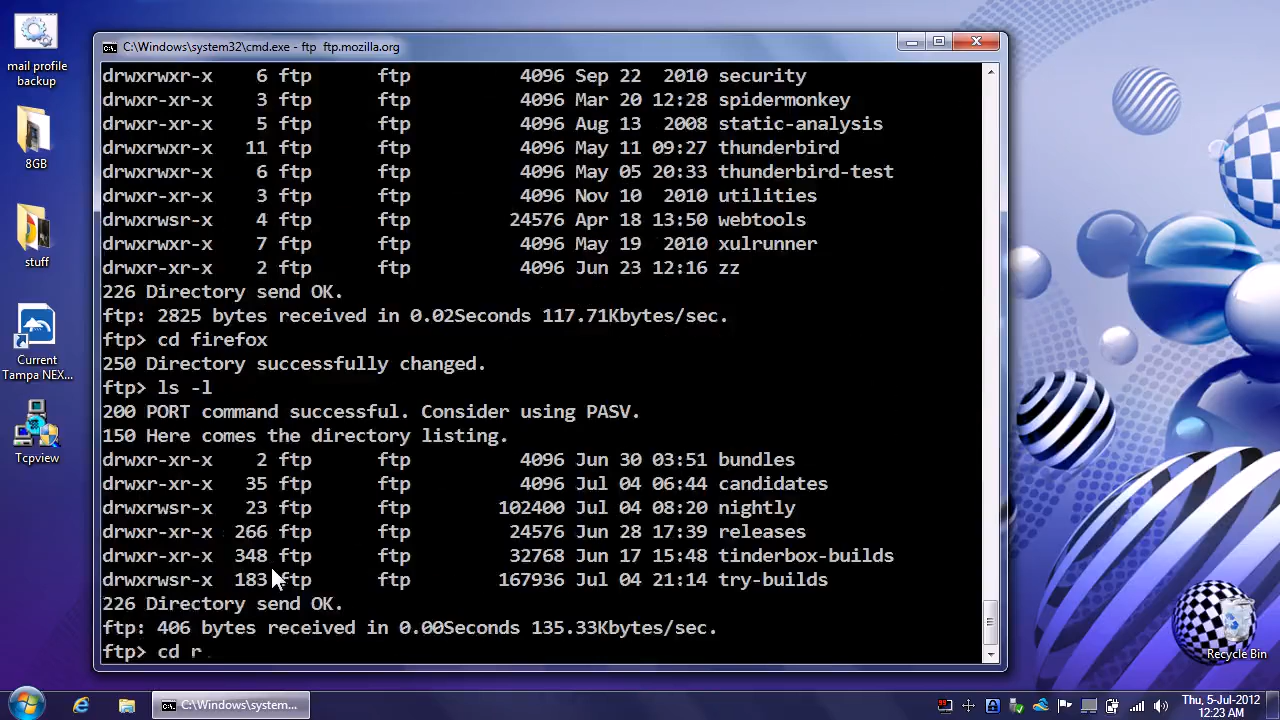 mail profile
backup
8GB
stuff
Current
Tampa NEX...
Tcpview
C:\Windows\system32\cmd.exe - ftp  ftp.mozilla.org
drwxrwxr-x    6 ftp      ftp          4096 Sep 22  2010 security
drwxr-xr-x    3 ftp      ftp          4096 Mar 20 12:28 spidermonkey
drwxr-xr-x    5 ftp      ftp          4096 Aug 13  2008 static-analysis
drwxrwxr-x   11 ftp      ftp          4096 May 11 09:27 thunderbird
drwxr-xr-x    6 ftp      ftp          4096 May 05 20:33 thunderbird-test
drwxr-xr-x    3 ftp      ftp          4096 Nov 10  2010 utilities
drwxrwsr-x    4 ftp      ftp         24576 Apr 18 13:50 webtools
drwxrwxr-x    7 ftp      ftp          4096 May 19  2010 xulrunner
drwxr-xr-x    2 ftp      ftp          4096 Jun 23 12:16 zz
226 Directory send OK.
ftp: 2825 bytes received in 0.02Seconds 117.71Kbytes/sec.
ftp> cd firefox
250 Directory successfully changed.
ftp> ls -l
200 PORT command successful. Consider using PASV.
150 Here comes the directory listing.
drwxr-xr-x    2 ftp      ftp          4096 Jun 30 03:51 bundles
drwxr-xr-x   35 ftp      ftp          4096 Jul 04 06:44 candidates
drwxrwsr-x   23 ftp      ftp        102400 Jul 04 08:20 nightly
drwxr-xr-x  266 ftp      ftp         24576 Jun 28 17:39 releases
drwxr-xr-x  348 ftp      ftp         32768 Jun 17 15:48 tinderbox-builds
drwxrwsr-x  183 ftp      ftp        167936 Jul 04 21:14 try-builds
226 Directory send OK.
ftp: 406 bytes received in 0.00Seconds 135.33Kbytes/sec.
ftp> cd r
Recycle Bin
C:\Windows\system...
Thu, 5-Jul-2012
12:23 AM